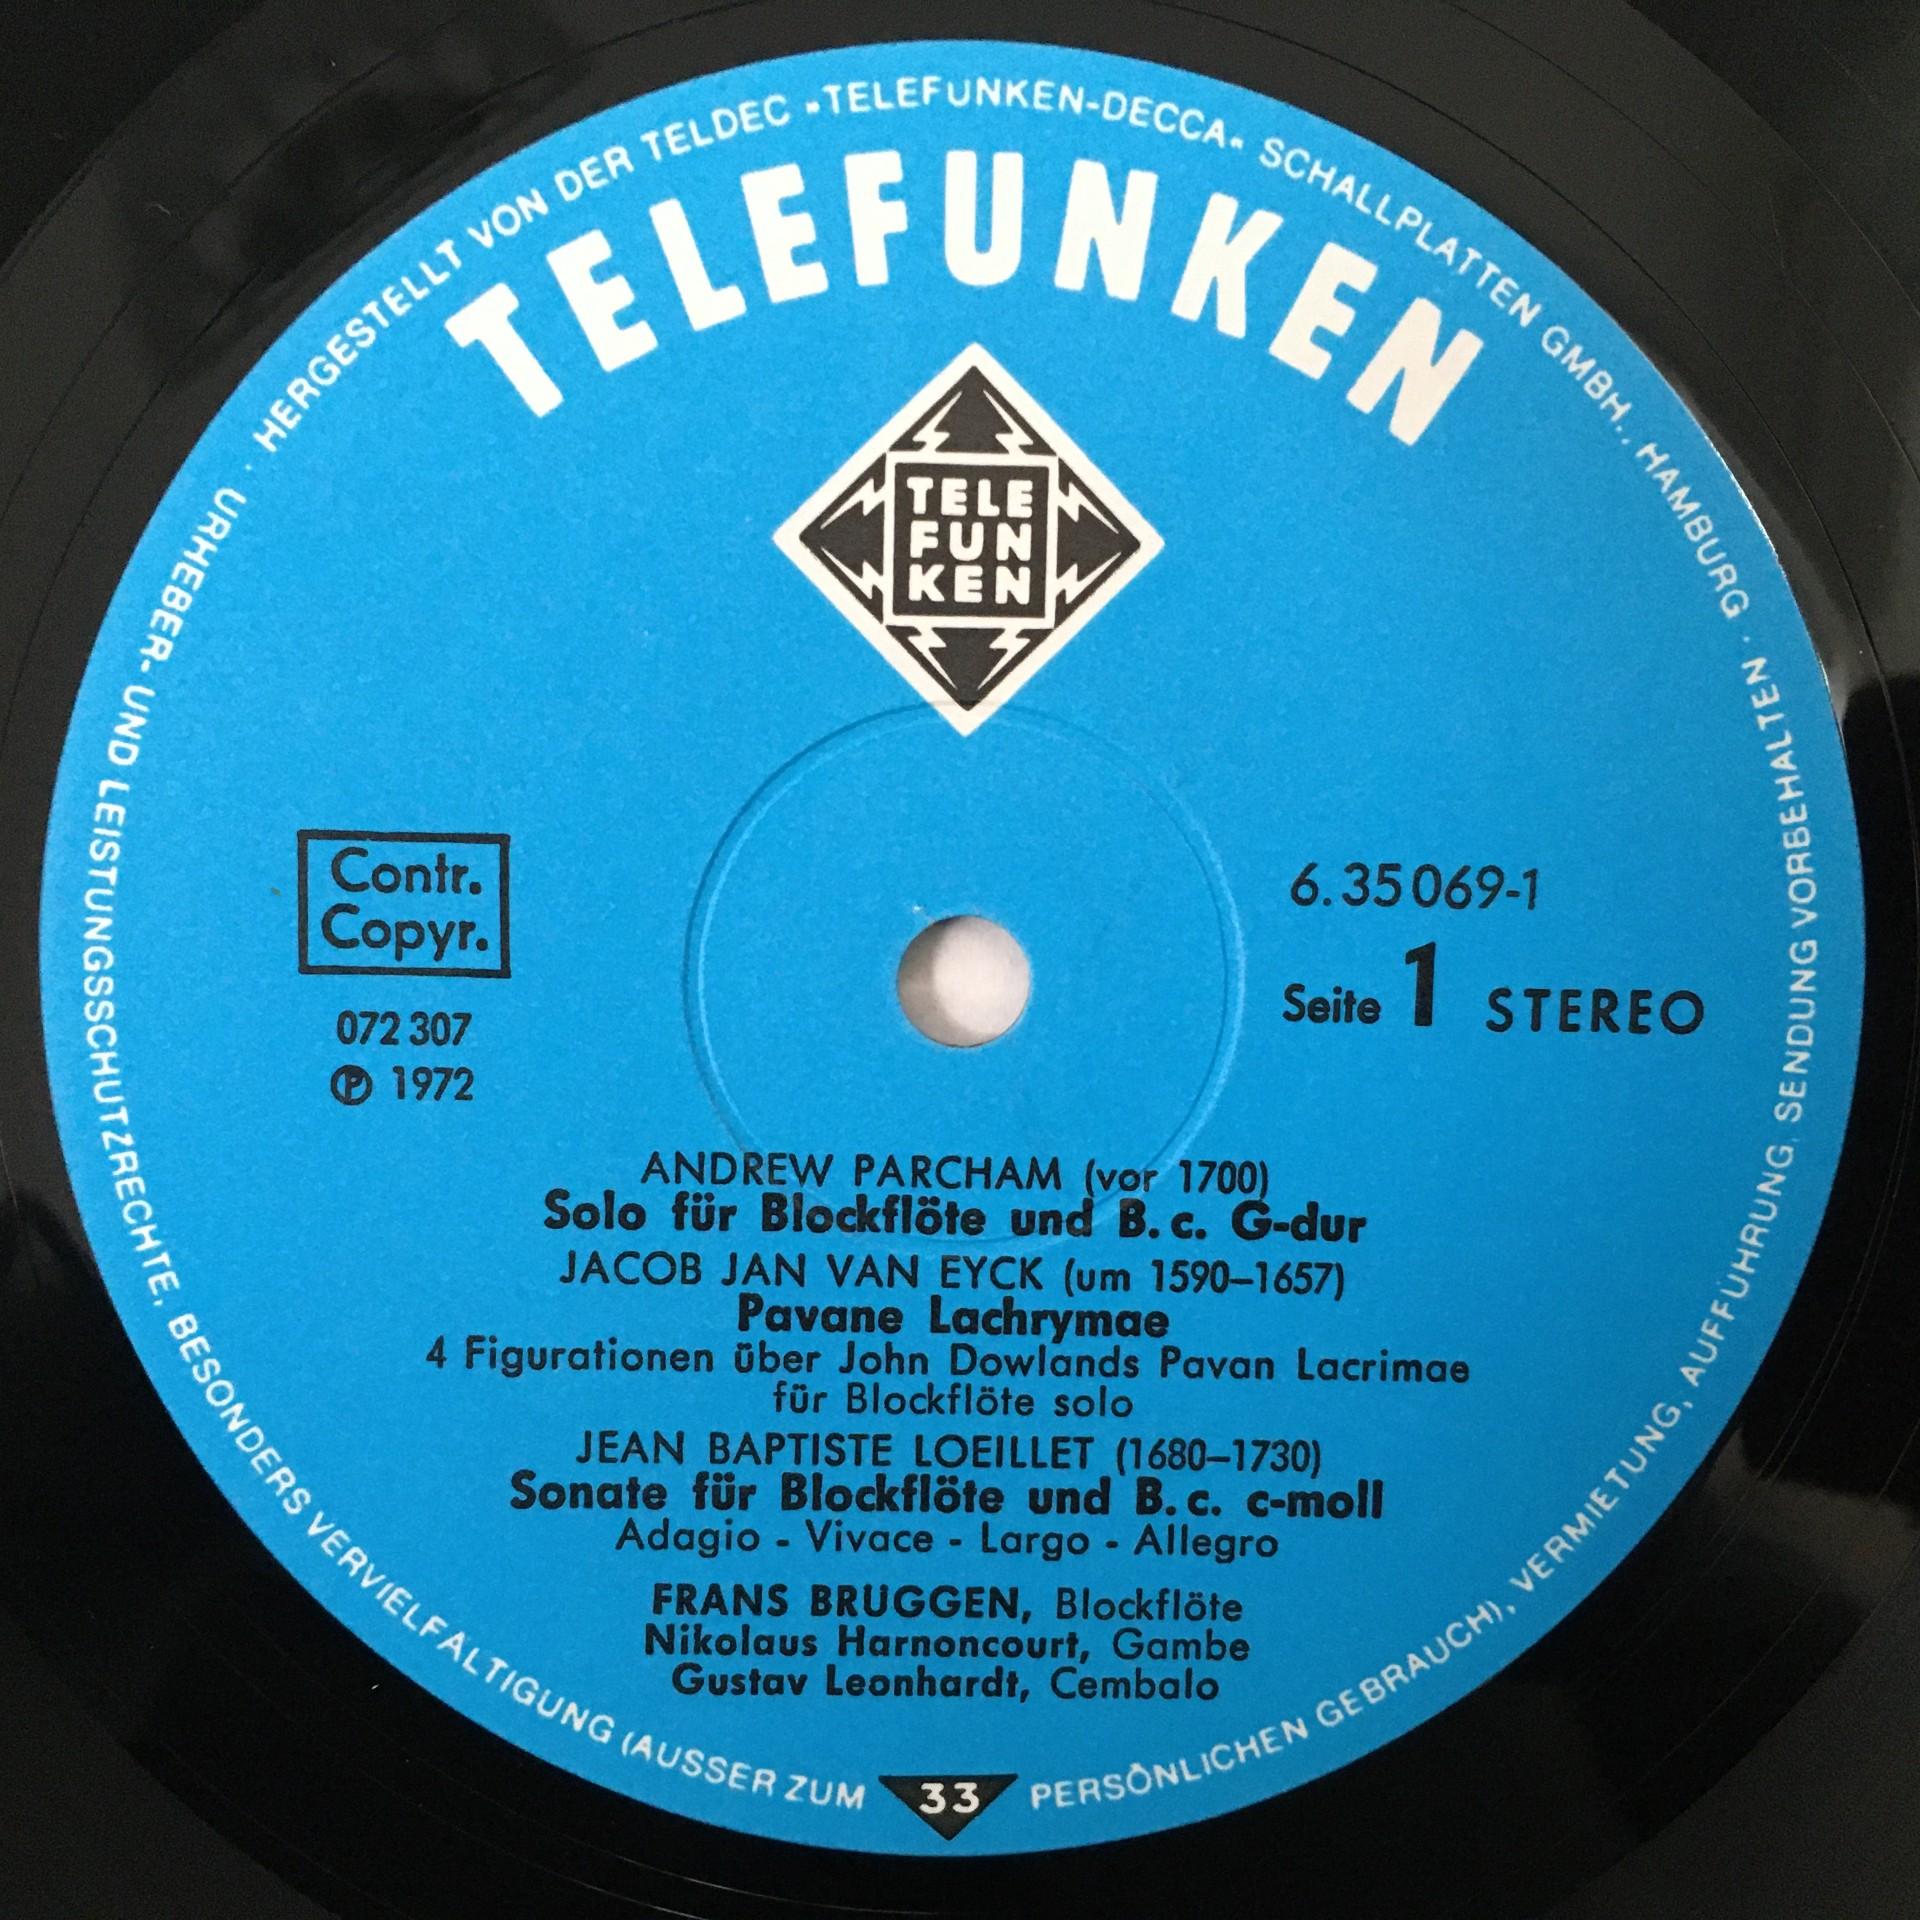 HERGESTELLT VON DER TELDEC »TELEFUNKEN-DECCA« SCHALLPLATTEN GMBH., HAMBURG · NVORBEHALTEN SENDUNG, AUFFÜHRUNG, VERMIETUNG, PERSÖNLICHEN GEBRAUCH),
URHEBER- UND LEISTUNGSSCHUTZRECHTE, BESONDERS VERVIELFÄLTIGUNG (AUSSER ZUM
TELEFUNKEN
TELE
FUN
KEN
Contr.
Copyr.
072 307
℗ 1972
6.35 069-1
Seite 1 STEREO
ANDREW PARCHAM (vor 1700)
Solo für Blockflöte und B. c. G-dur
JACOB JAN VAN EYCK (um 1590–1657)
Pavane Lachrymae
4 Figurationen über John Dowlands Pavan Lacrimae
für Blockflöte solo
JEAN BAPTISTE LOEILLET (1680–1730)
Sonate für Blockflöte und B. c. c-moll
Adagio - Vivace - Largo - Allegro
FRANS BRÜGGEN, Blockflöte
Nikolaus Harnoncourt, Gambe
Gustav Leonhardt, Cembalo
33